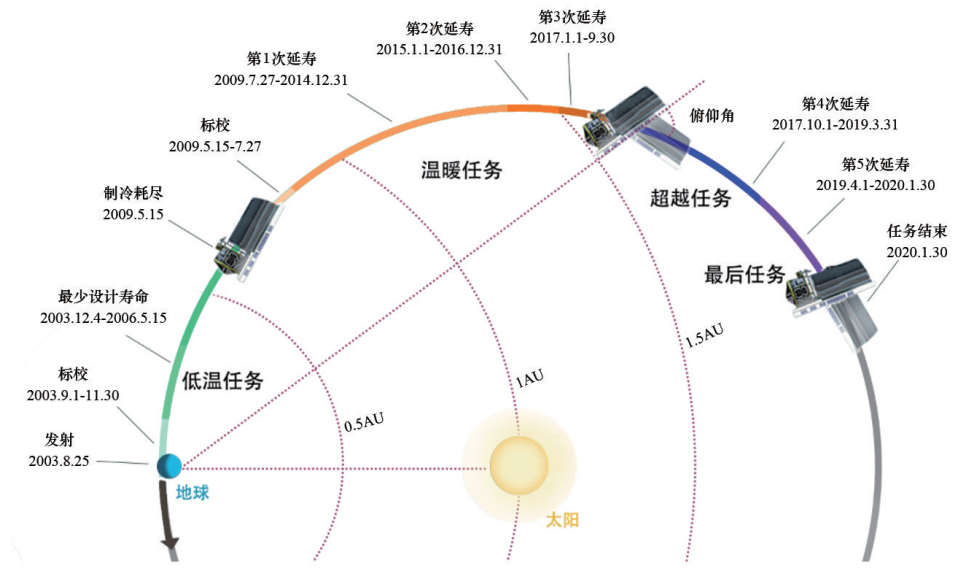 第3次延寿
2017.1.1-9.30
第2次延寿
2015.1.1-2016.12.31
第1次延寿
2009.7.27-2014.12.31
俯仰角
第4次延寿
2017.10.1-2019.3.31
标校
2009.5.15-7.27
温暖任务
第5次延寿
2019.4.1-2020.1.30
制冷耗尽
2009.5.15
超越任务
任务结束
2020.1.30
最后任务
最少设计寿命
2003.12.4-2006.5.15
1.5AU
低温任务
1AU
标校
2003.9.1-11.30
0.5AU
发射
2003.8.25
地球
太阳